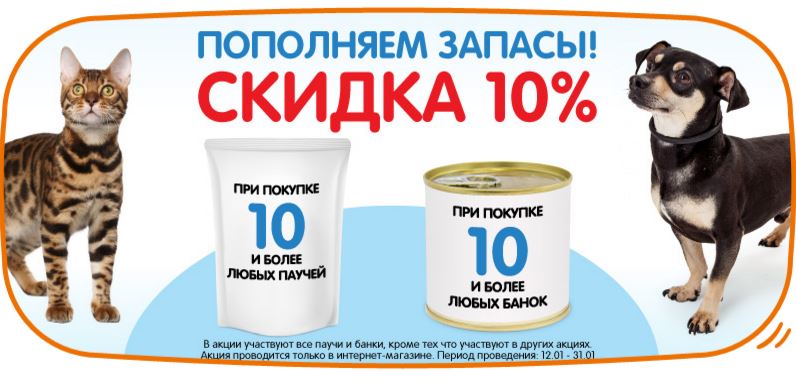 ПОПОЛНЯЕМ ЗАПАСЫ!
СКИДКА 10%
ПРИ ПОКУПКЕ
10
И БОЛЕЕ
ЛЮБЫХ ПАУЧЕЙ
ПРИ ПОКУПКЕ
10
И БОЛЕЕ
ЛЮБЫХ БАНОК
В акции участвуют все паучи и банки, кроме тех что участвуют в других акциях.
Акция проводится только в интернет-магазине. Период проведения: 12.01 - 31.01